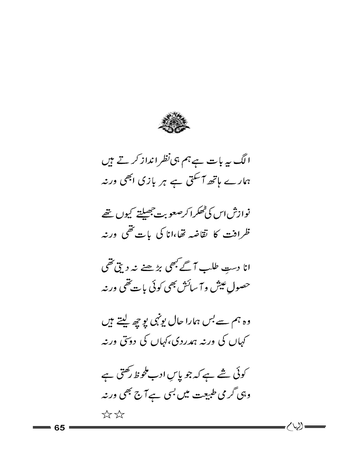 الگ یہ بات ہے ہم ہی نظر انداز کرتے ہیں
ہمارے ہاتھ آ سکتی ہے ہر بازی ابھی ورنہ
نوازش اس کی ٹھکرا کر صعوبت جھیلتے کیوں تھے
ظرافت کا تقاضہ تھا، انا کی بات تھی ورنہ
انا دستِ طلب آگے کبھی بڑھنے نہ دیتی تھی
حصولِ عیش و آسائش بھی کوئی بات تھی ورنہ
وہ ہم سے بس ہمارا حال یونہی پوچھ لیتے ہیں
کہاں کی ورنہ ہمدردی، کہاں کی دوستی ورنہ
کوئی شے ہے کہ جو پاسِ ادب ملحوظ رکھتی ہے
وہی گرمی طبیعت میں بسی ہے آج بھی ورنہ
☆☆
65